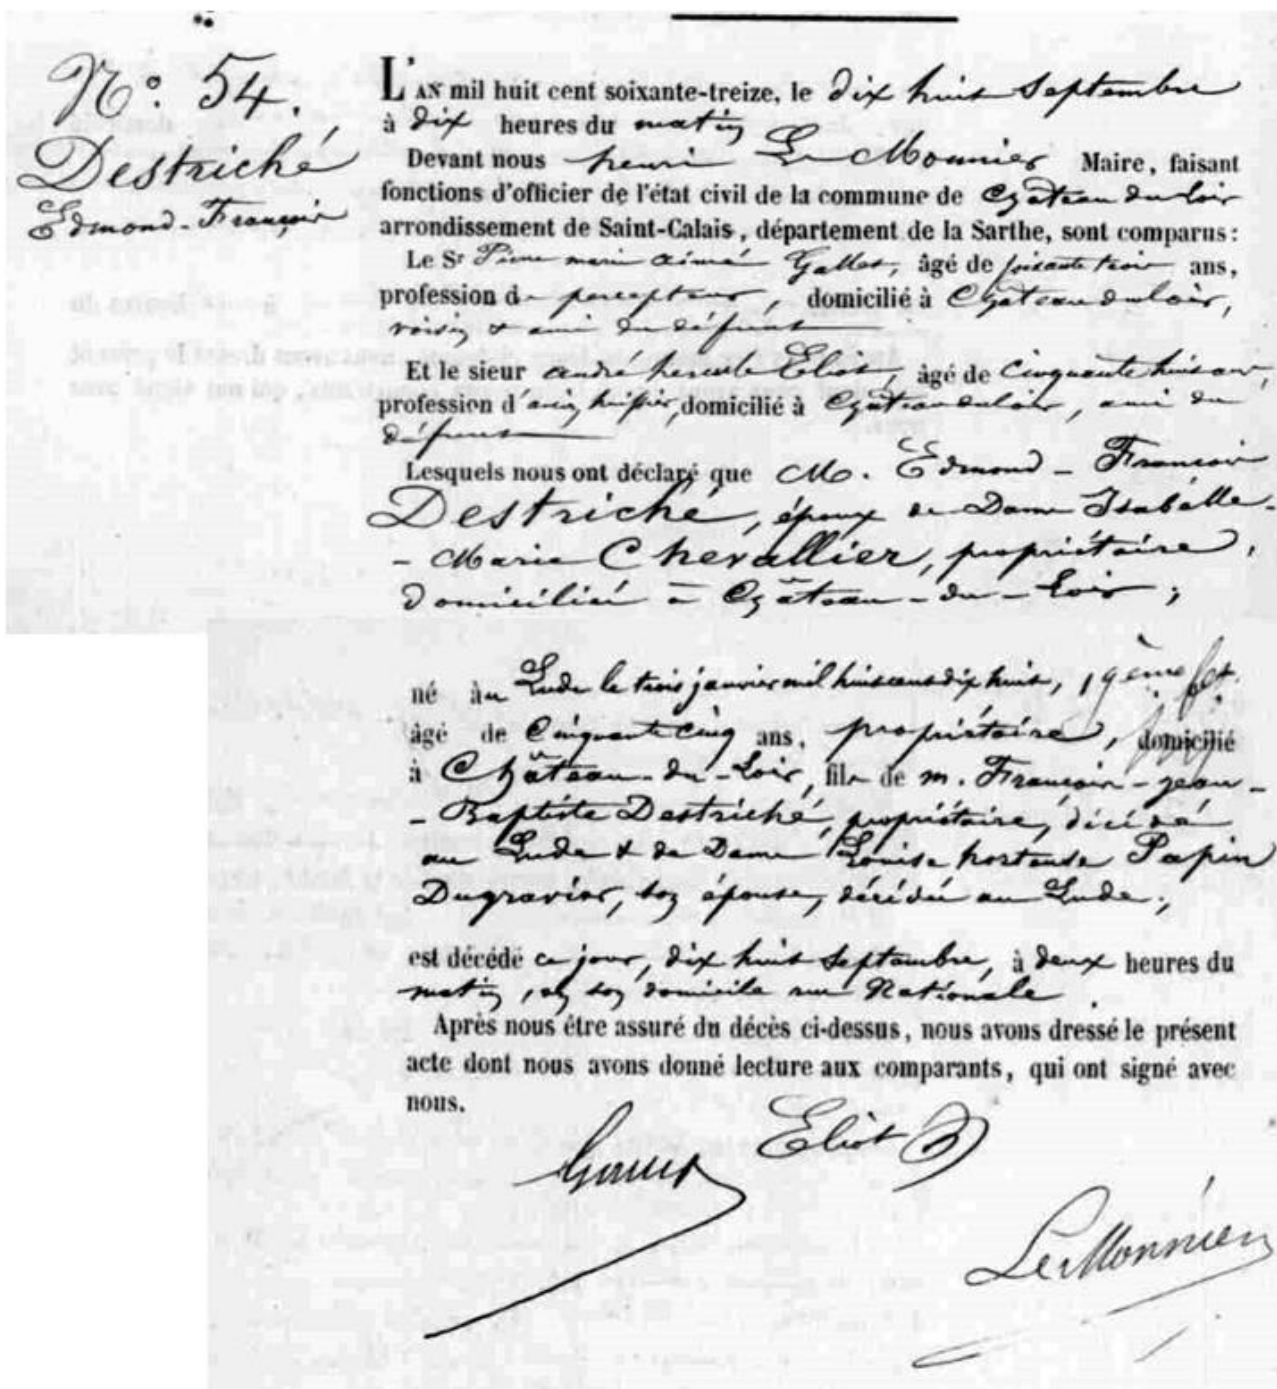 N° 54.
Destriché
Edmond-François
L'AN mil huit cent soixante-treize, le dix huit septembre
à dix heures du matin
Devant nous henri Le Monnier Maire, faisant
fonctions d'officier de l'état civil de la commune de Château du Loir
arrondissement de Saint-Calais, département de la Sarthe, sont comparus :
Le Sr Pierre marie aimé âgé de soixante trois ans,
profession de percepteur, domicilié à Château du Loir,
voisin & ami du défunt
Et le sieur andré hercule Eliot, âgé de Cinquante huit ans,
profession d'ancien huissier, domicilié à Château du Loir, ami du
défunt
Lesquels nous ont déclaré que M. Edmond - François
Destriché, époux de Dame Isabelle-
- Marie Chevallier, propriétaire,
domicilié à Château-du-Loir ;
né au Lude le trois janvier mil huit cent dix huit, 19ème
âgé de Cinquante cinq ans, propriétaire, domicilié
à Château-du-Loir, fils de m. François-jean-
-Baptiste Destriché, propriétaire, décédé
au Lude & de Dame Louise hortense Papin
Dugravier, son épouse, décédée au Lude ;
est décédé ce jour, dix huit septembre, à deux heures du
matin, en son domicile rue Nationale.
Après nous être assuré du décès ci-dessus, nous avons dressé le présent
acte dont nous avons donné lecture aux comparants, qui ont signé avec
nous.
Eliot
Le Monnier